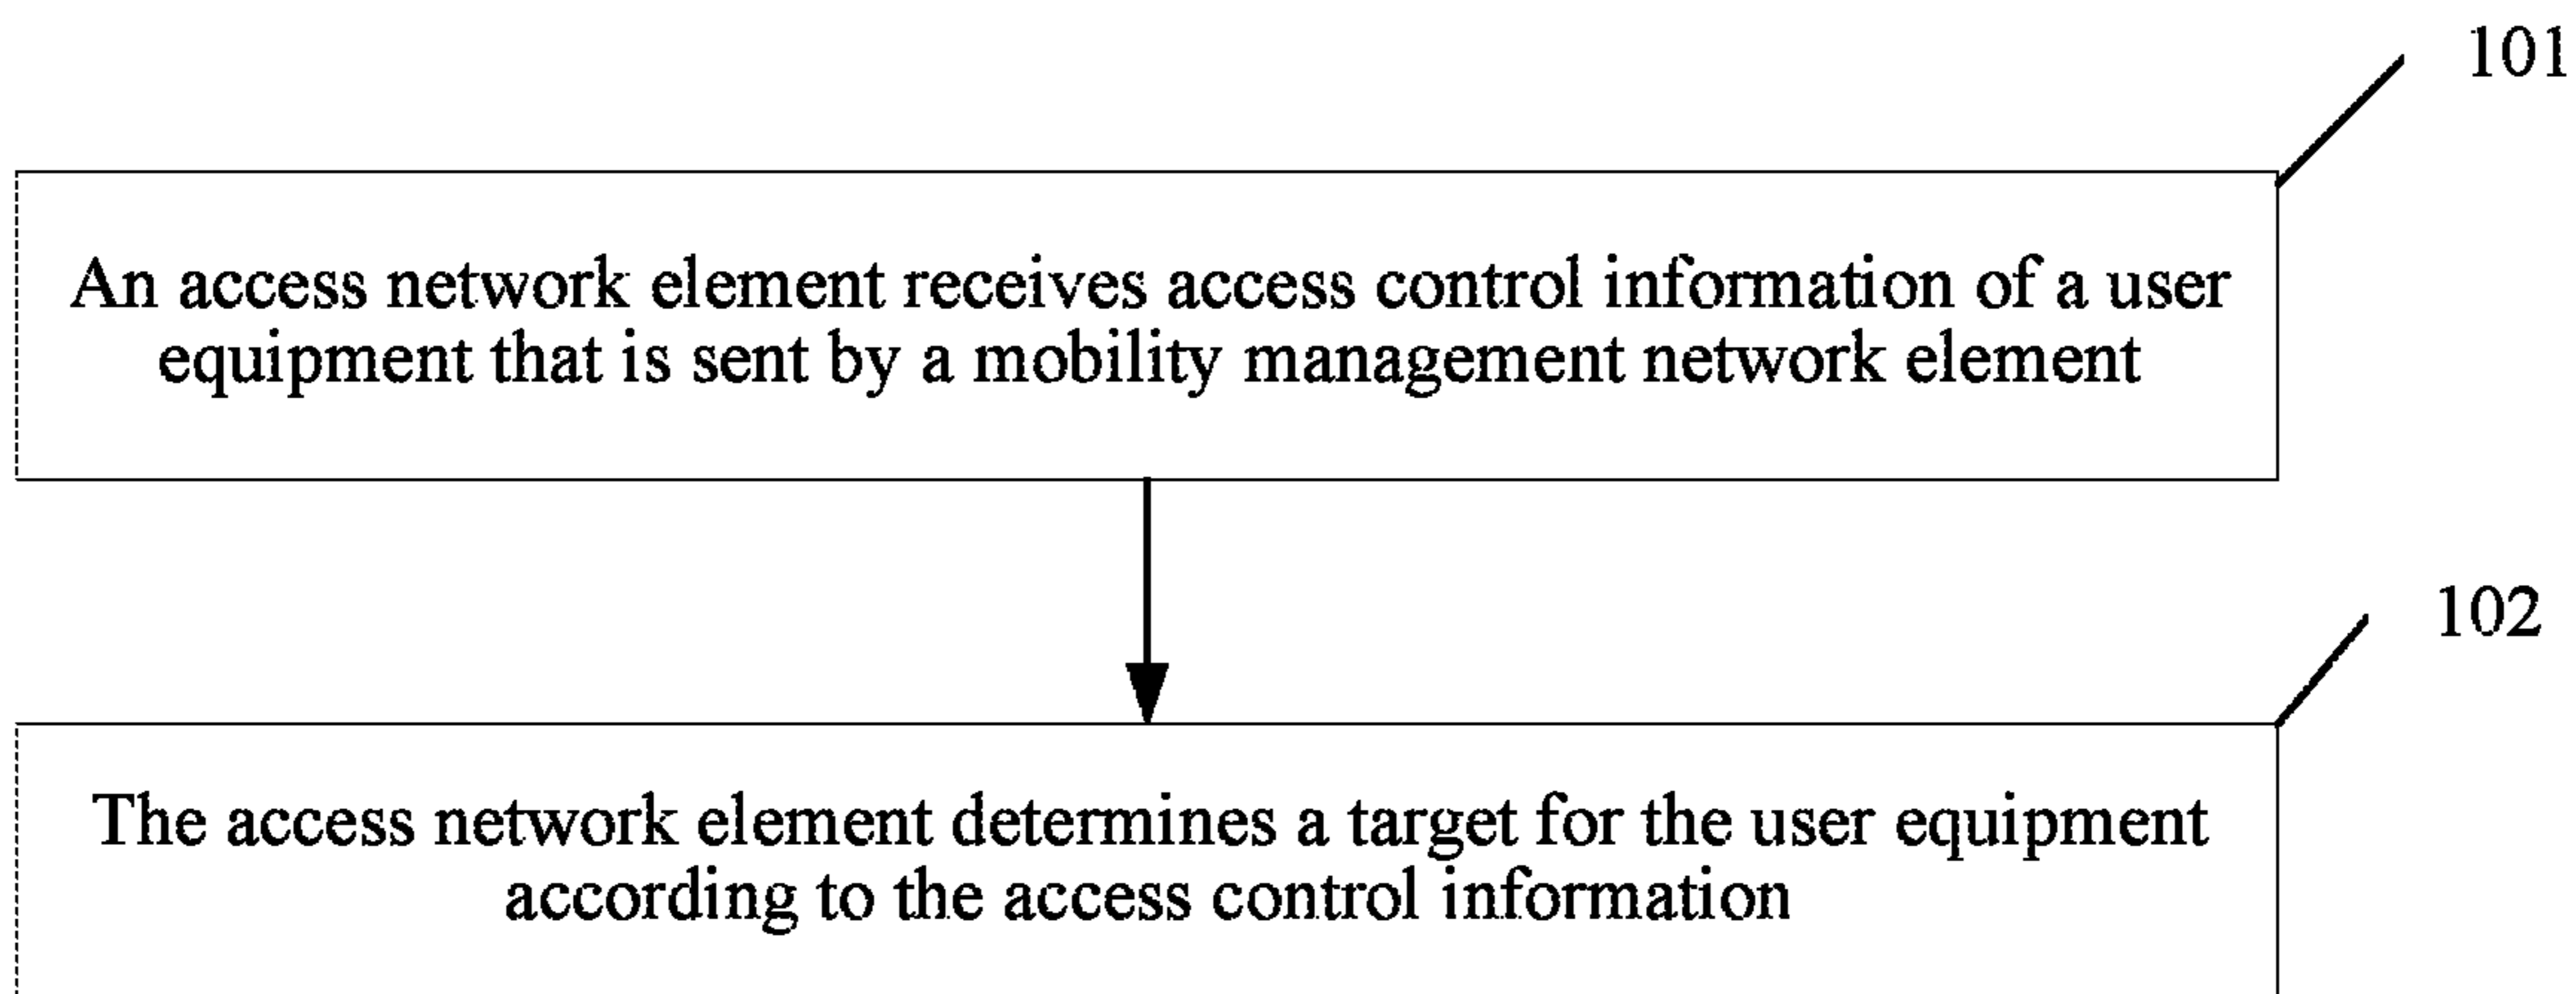 101
An access network element receives access control information of a user
equipment that is sent by a mobility management network element
102
The access network element determines a target for the user equipment
according to the access control information